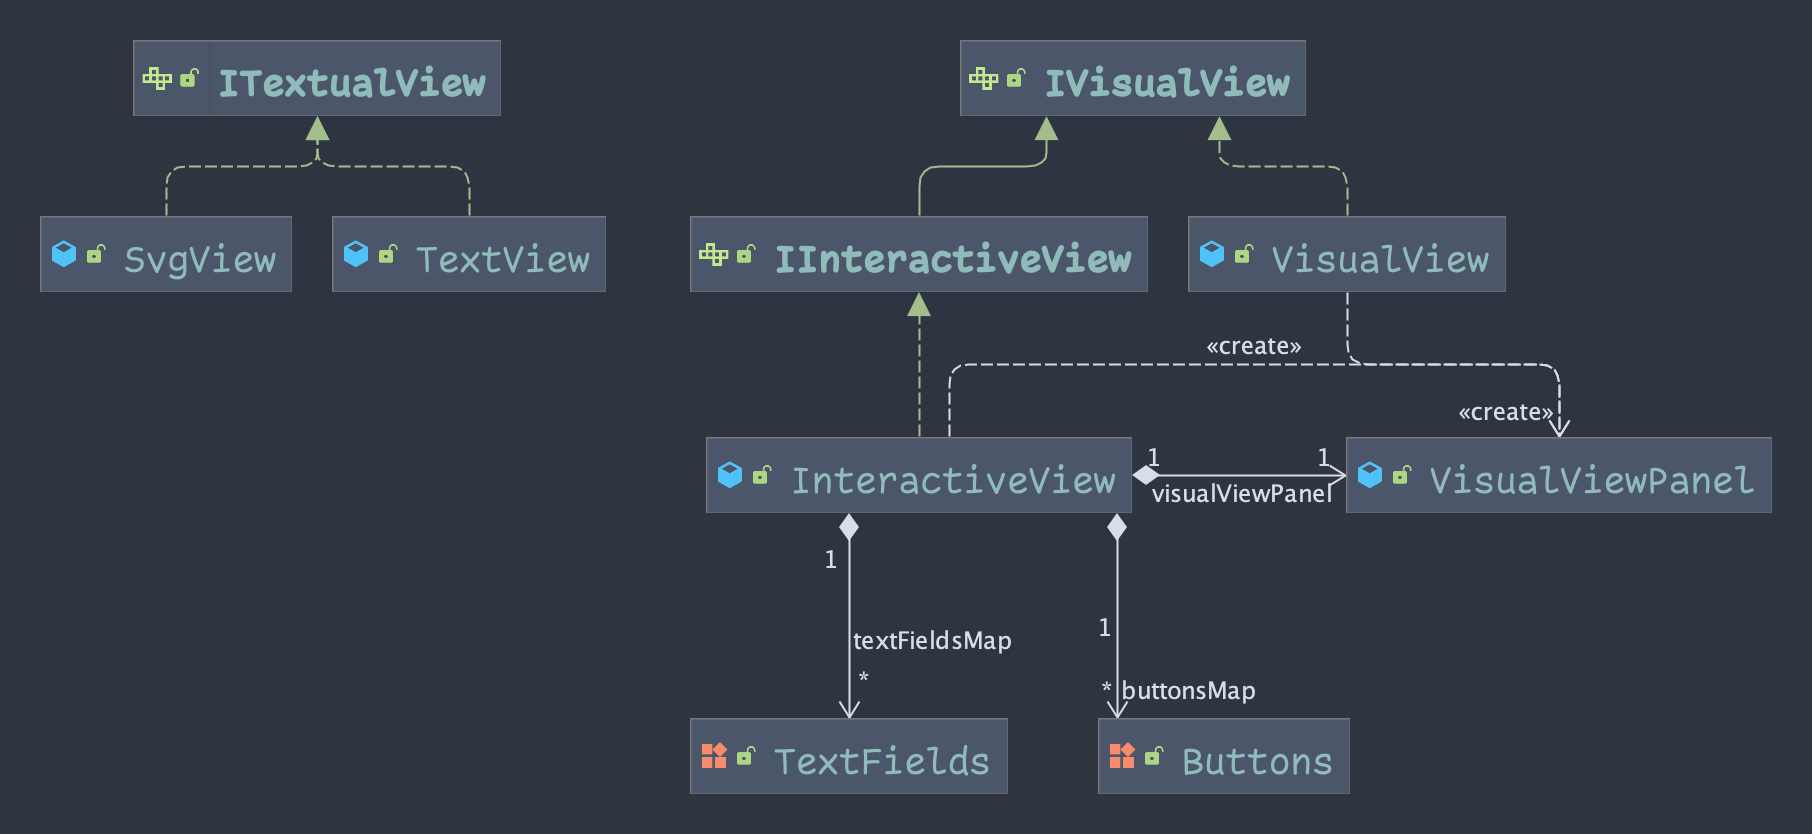 ITextualView
IVisualView
SvgView
TextView
IInteractiveView
VisualView
«create»
«create»
InteractiveView
1
1
visualViewPanel
VisualViewPanel
1
textFieldsMap
*
1
* buttonsMap
TextFields
Buttons